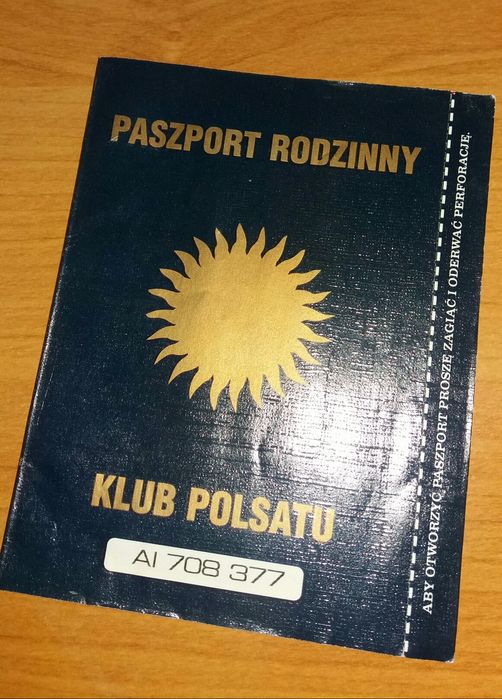 PASZPORT RODZINNY
KLUB POLSATU
AI 708 377
ABY OTWORZYĆ PASZPORT PROSZĘ ZAGIĄĆ I ODERWAĆ PERFORACJĘ.